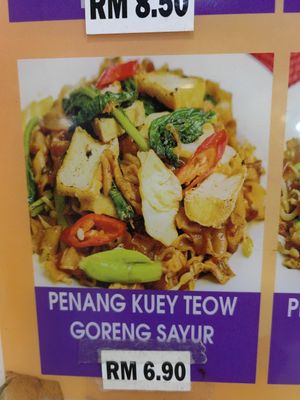 RM 8.50
PENANG KUEY TEOW
GORENG SAYUR
RM 6.90